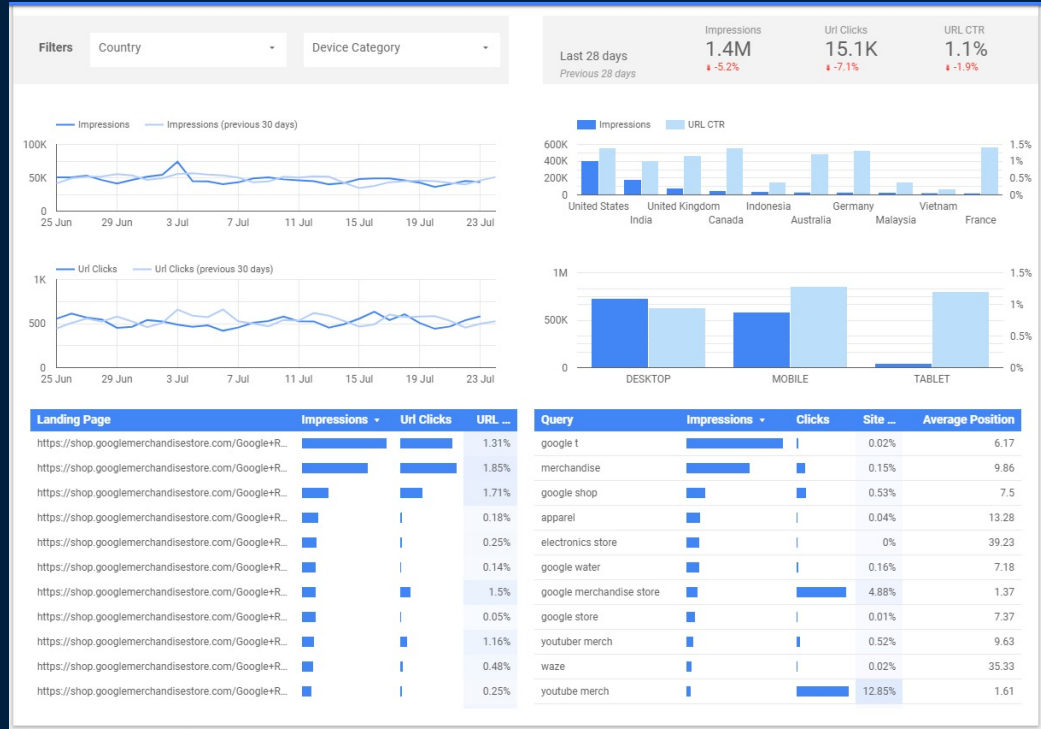 Filters Country Device Category
Impressions Url Clicks URL CTR
Last 28 days 1.4M 15.1K 1.1%
Previous 28 days -5.2% -7.1% -1.9%
Impressions Impressions (previous 30 days)
100K
50K
0
25 Jun 29 Jun 3 Jul 7 Jul 11 Jul 15 Jul 19 Jul 23 Jul
Impressions URL CTR
600K 1.5%
400K 1%
200K 0.5%
0 0%
United States United Kingdom Indonesia Germany Vietnam
India Canada Australia Malaysia France
Url Clicks Url Clicks (previous 30 days)
1K
500
0
25 Jun 29 Jun 3 Jul 7 Jul 11 Jul 15 Jul 19 Jul 23 Jul
1M 1.5%
1%
500K
0.5%
0 0%
DESKTOP MOBILE TABLET
Landing Page Impressions Url Clicks URL ...
https://shop.googlemerchandisestore.com/Google+R... 1.31%
https://shop.googlemerchandisestore.com/Google+R... 1.85%
https://shop.googlemerchandisestore.com/Google+R... 1.71%
https://shop.googlemerchandisestore.com/Google+R... 0.18%
https://shop.googlemerchandisestore.com/Google+R... 0.25%
https://shop.googlemerchandisestore.com/Google+R... 0.14%
https://shop.googlemerchandisestore.com/Google+R... 1.5%
https://shop.googlemerchandisestore.com/Google+R... 0.05%
https://shop.googlemerchandisestore.com/Google+R... 1.16%
https://shop.googlemerchandisestore.com/Google+R... 0.48%
https://shop.googlemerchandisestore.com/Google+R... 0.25%
Query Impressions Clicks Site ... Average Position
google t 0.02% 6.17
merchandise 0.15% 9.86
google shop 0.53% 7.5
apparel 0.04% 13.28
electronics store 0% 39.23
google water 0.16% 7.18
google merchandise store 4.88% 1.37
google store 0.01% 7.37
youtuber merch 0.52% 9.63
waze 0.02% 35.33
youtube merch 12.85% 1.61